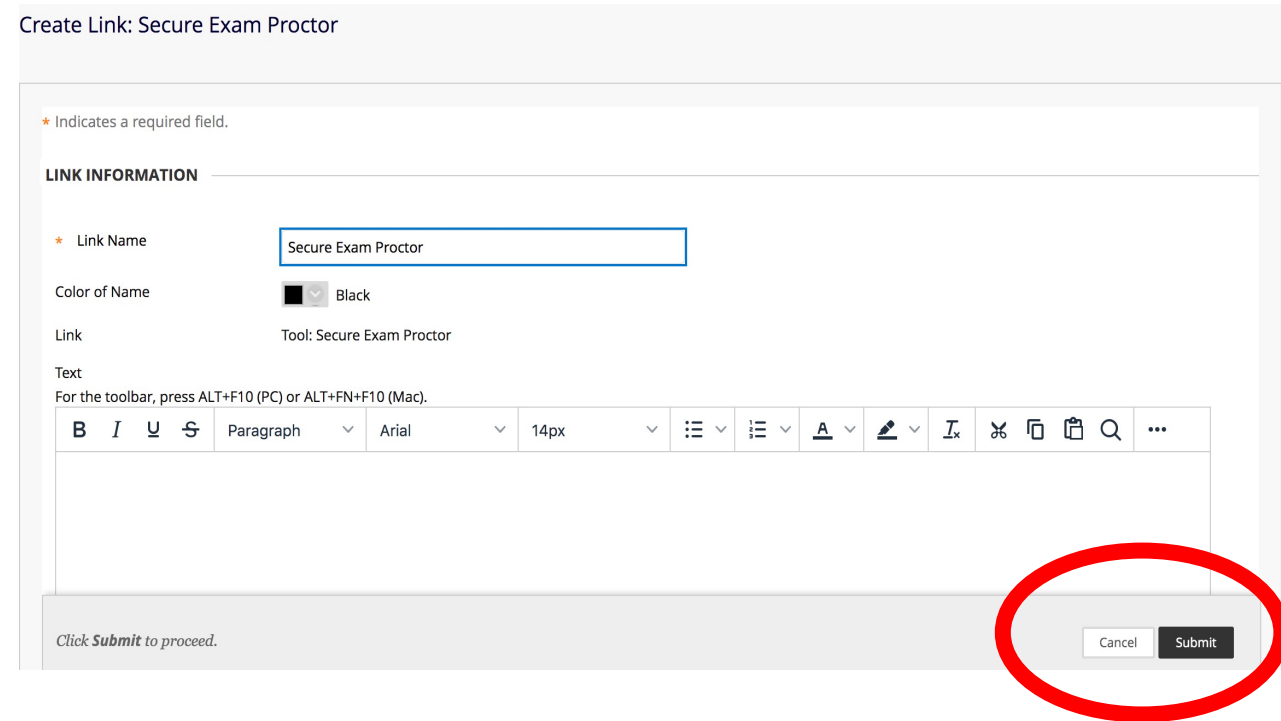 Create Link: Secure Exam Proctor
* Indicates a required field.
LINK INFORMATION
* Link Name
Secure Exam Proctor
Color of Name
Black
Link
Tool: Secure Exam Proctor
Text
For the toolbar, press ALT+F10 (PC) or ALT+FN+F10 (Mac).
B I U S Paragraph Arial 14px A Tx
Click Submit to proceed.
Cancel Submit